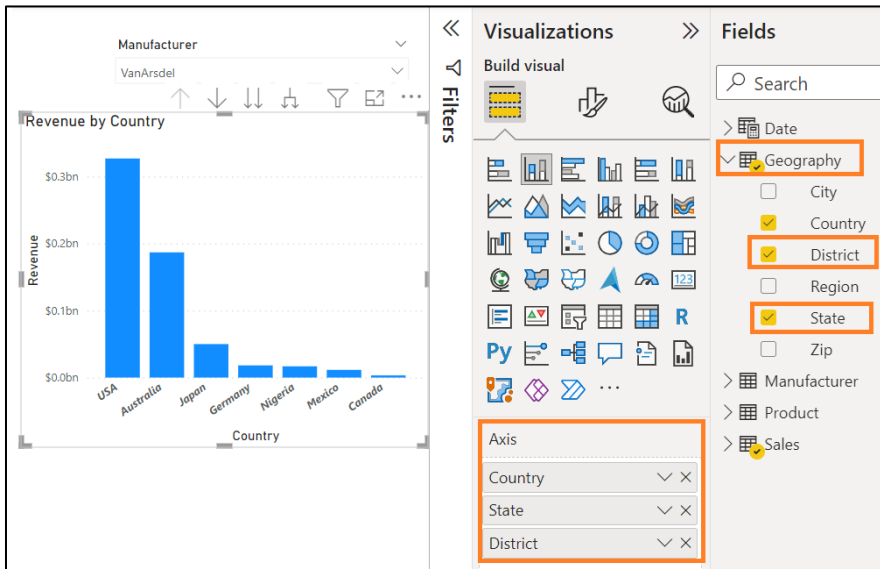 Manufacturer
VanArsdel
Revenue by Country
$0.3bn
$0.2bn
$0.1bn
$0.0bn
Revenue
USA
Australia
Japan
Germany
Nigeria
Mexico
Canada
Country
Filters
Visualizations
Build visual
123
R
Py
Axis
Country
State
District
Fields
Search
Date
Geography
City
Country
District
Region
State
Zip
Manufacturer
Product
Sales